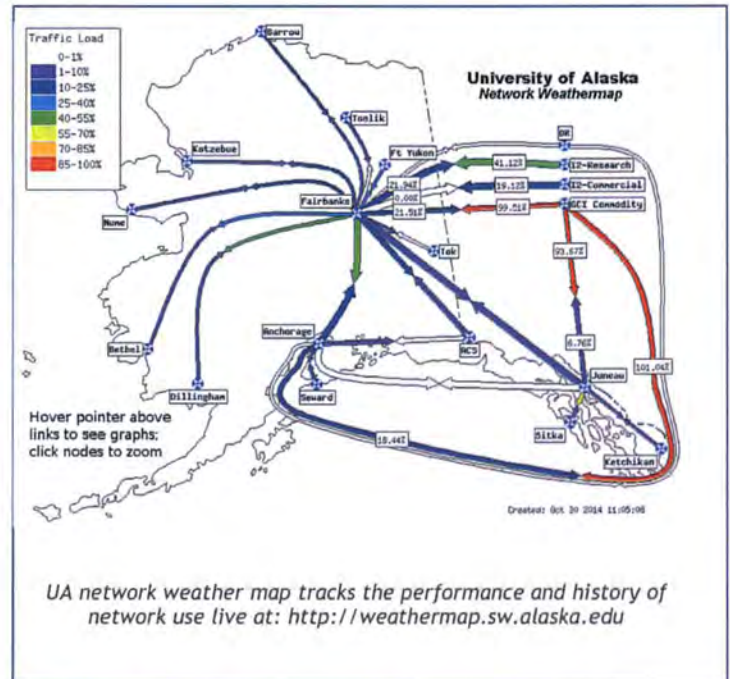 Traffic Load
0-1%
1-10%
10-25%
25-40%
40-55%
55-70%
70-85%
85-100%
University of Alaska
Network Weathermap
Barrow
Toolik
Kotzebue
Ft Yukon
OR
I2-Research
41.12%
21.94%
I2-Commercial
19.12%
0.00%
Fairbanks
21.51%
99.51%
GCI Commodity
Nome
Tok
93.67%
Anchorage
ACS
6.76%
Bethel
Juneau
101.04%
Dillingham
Seward
Sitka
Hover pointer above
links to see graphs;
click nodes to zoom
18.44%
Ketchikan
Created: Oct 20 2014 11:05:08
UA network weather map tracks the performance and history of
network use live at: http://weathermap.sw.alaska.edu